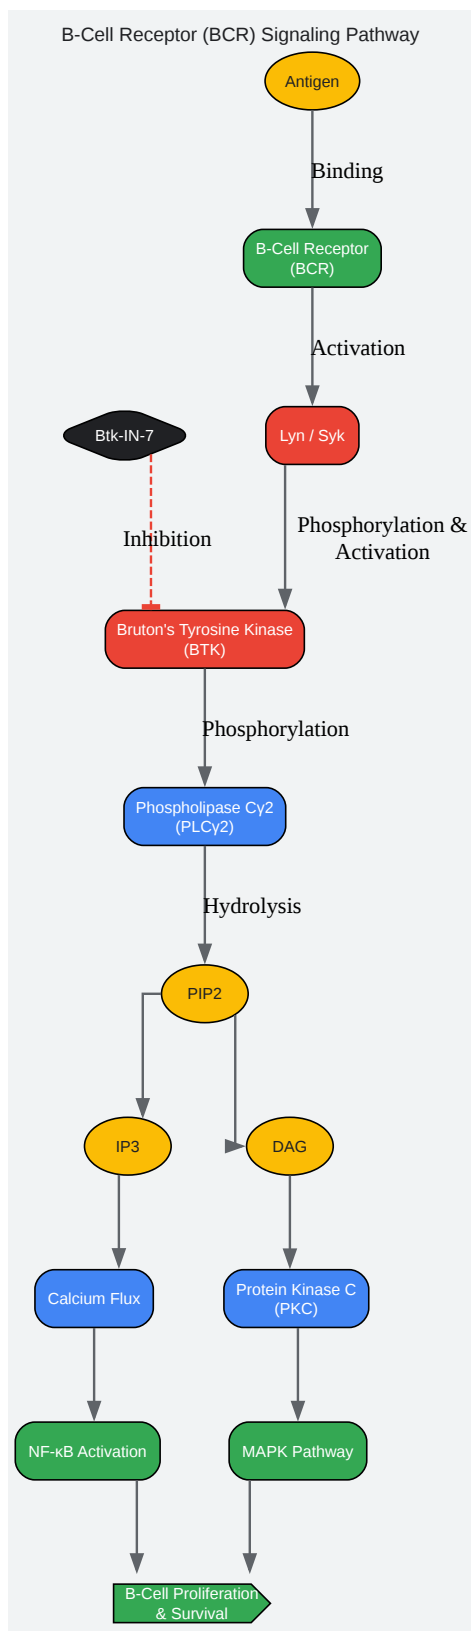 B-Cell Receptor (BCR) Signaling Pathway
Antigen
Binding
B-Cell Receptor
(BCR)
Activation
Btk-IN-7
Lyn / Syk
Inhibition
Phosphorylation &
Activation
Bruton's Tyrosine Kinase
(BTK)
Phosphorylation
Phospholipase Cγ2
(PLCγ2)
Hydrolysis
PIP2
IP3
DAG
Calcium Flux
Protein Kinase C
(PKC)
NF-κB Activation
MAPK Pathway
B-Cell Proliferation
& Survival